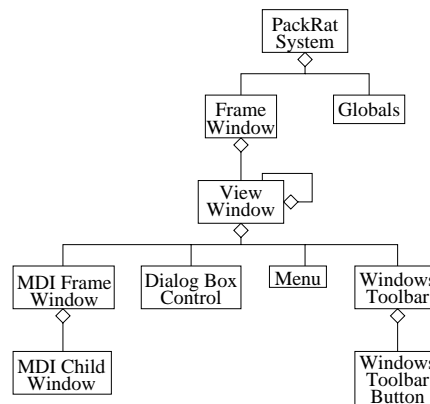 PackRat
System
Frame
Window
Globals
View
Window
MDI Frame
Window
Dialog Box
Control
Menu
Windows
Toolbar
MDI Child
Window
Windows
Toolbar
Button